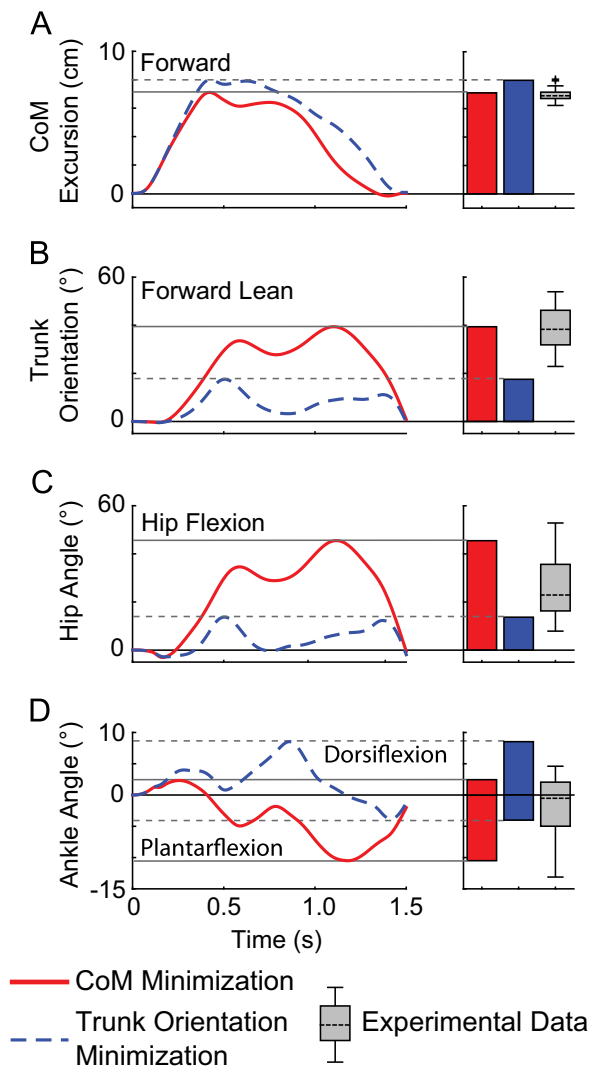 A
CoM
Excursion (cm)
10
0
Forward
B
Trunk
Orientation (°)
60
0
Forward Lean
C
Hip Angle (°)
60
0
Hip Flexion
D
Ankle Angle (°)
10
0
-15
Dorsiflexion
Plantarflexion
0
0.5
1.0
1.5
Time (s)
CoM Minimization
Trunk Orientation
Minimization
Experimental Data